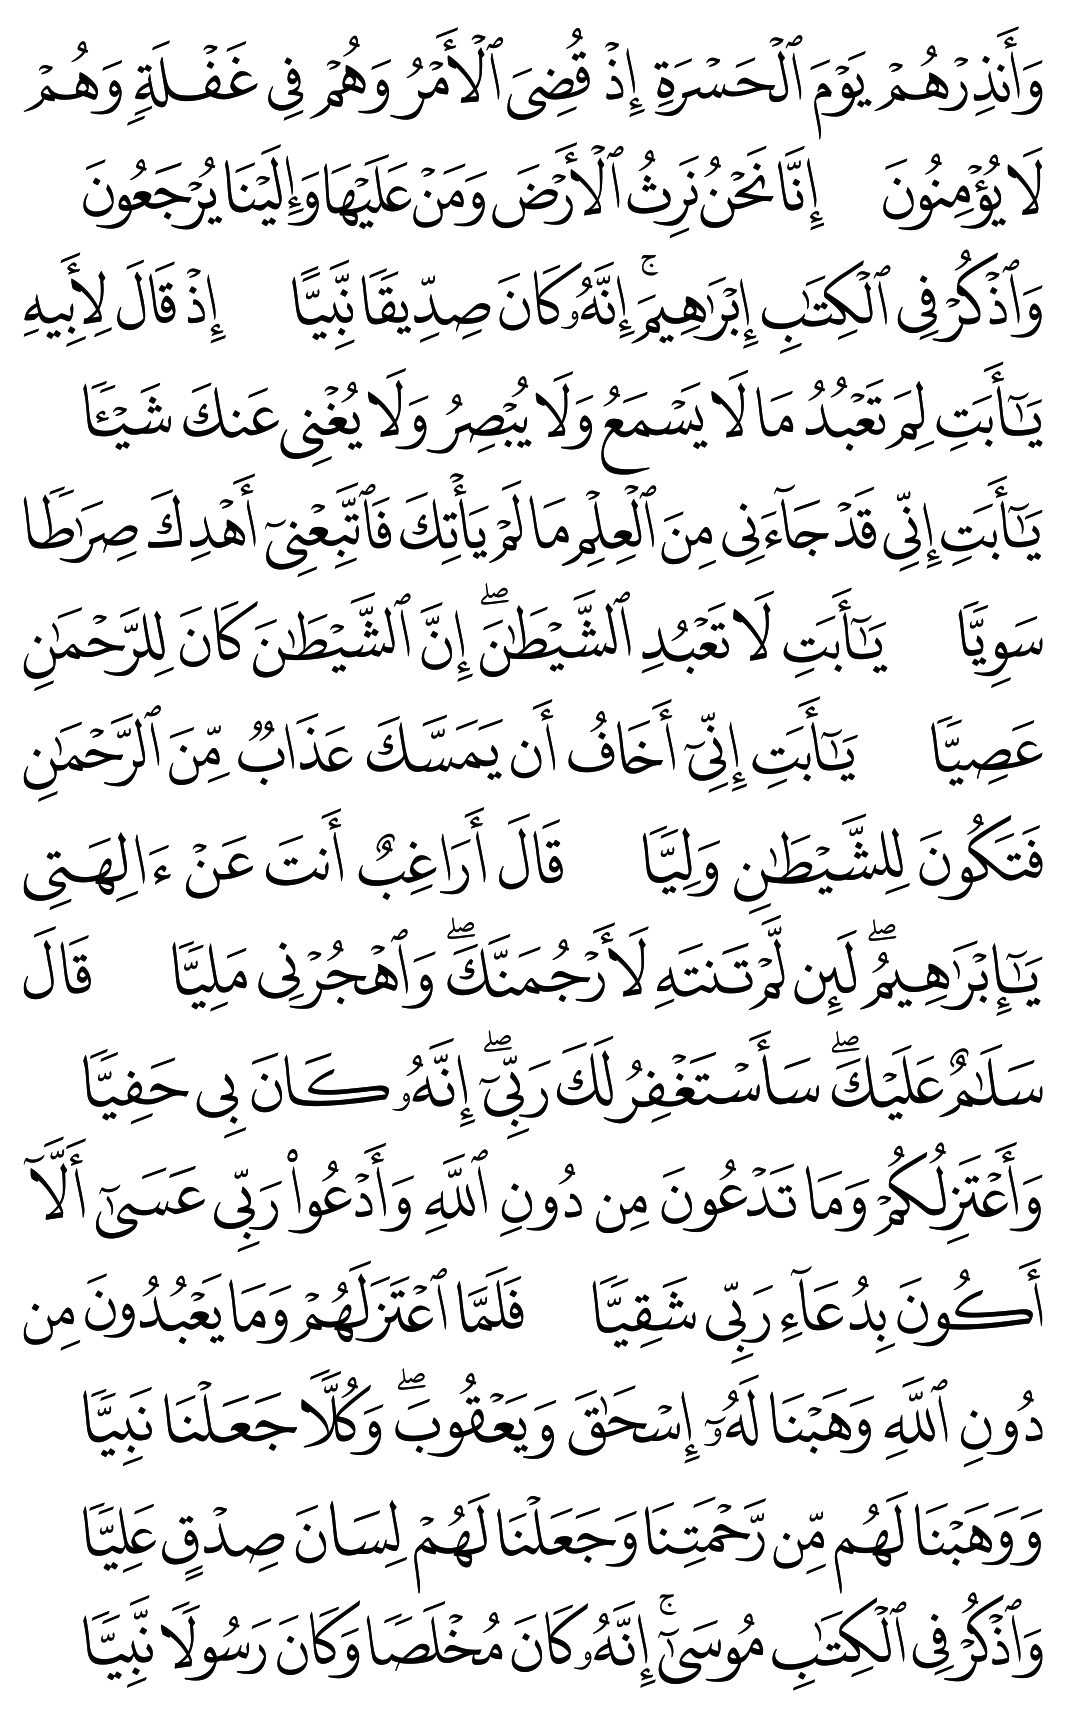 وَأَنذِرْهُمْ يَوْمَ ٱلْحَسْرَةِ إِذْ قُضِىَ ٱلْأَمْرُ وَهُمْ فِى غَفْلَةٍ وَهُمْ
لَا يُؤْمِنُونَ إِنَّا نَحْنُ نَرِثُ ٱلْأَرْضَ وَمَنْ عَلَيْهَا وَإِلَيْنَا يُرْجَعُونَ
وَٱذْكُرْ فِى ٱلْكِتَٰبِ إِبْرَٰهِيمَ ۚ إِنَّهُۥ كَانَ صِدِّيقًا نَّبِيًّا إِذْ قَالَ لِأَبِيهِ
يَٰٓأَبَتِ لِمَ تَعْبُدُ مَا لَا يَسْمَعُ وَلَا يُبْصِرُ وَلَا يُغْنِى عَنكَ شَيْـًٔا
يَٰٓأَبَتِ إِنِّى قَدْ جَآءَنِى مِنَ ٱلْعِلْمِ مَا لَمْ يَأْتِكَ فَٱتَّبِعْنِىٓ أَهْدِكَ صِرَٰطًا
سَوِيًّا يَٰٓأَبَتِ لَا تَعْبُدِ ٱلشَّيْطَٰنَ ۖ إِنَّ ٱلشَّيْطَٰنَ كَانَ لِلرَّحْمَٰنِ
عَصِيًّا يَٰٓأَبَتِ إِنِّىٓ أَخَافُ أَن يَمَسَّكَ عَذَابٌ مِّنَ ٱلرَّحْمَٰنِ
فَتَكُونَ لِلشَّيْطَٰنِ وَلِيًّا قَالَ أَرَاغِبٌ أَنتَ عَنْ ءَالِهَتِى
يَٰٓإِبْرَٰهِيمُ ۖ لَئِن لَّمْ تَنتَهِ لَأَرْجُمَنَّكَ ۖ وَٱهْجُرْنِى مَلِيًّا قَالَ
سَلَٰمٌ عَلَيْكَ ۖ سَأَسْتَغْفِرُ لَكَ رَبِّىٓ ۖ إِنَّهُۥ كَانَ بِى حَفِيًّا
وَأَعْتَزِلُكُمْ وَمَا تَدْعُونَ مِن دُونِ ٱللَّهِ وَأَدْعُوا۟ رَبِّى عَسَىٰٓ أَلَّآ
أَكُونَ بِدُعَآءِ رَبِّى شَقِيًّا فَلَمَّا ٱعْتَزَلَهُمْ وَمَا يَعْبُدُونَ مِن
دُونِ ٱللَّهِ وَهَبْنَا لَهُۥٓ إِسْحَٰقَ وَيَعْقُوبَ ۖ وَكُلًّا جَعَلْنَا نَبِيًّا
وَوَهَبْنَا لَهُم مِّن رَّحْمَتِنَا وَجَعَلْنَا لَهُمْ لِسَانَ صِدْقٍ عَلِيًّا
وَٱذْكُرْ فِى ٱلْكِتَٰبِ مُوسَىٰٓ ۚ إِنَّهُۥ كَانَ مُخْلَصًا وَكَانَ رَسُولًا نَّبِيًّا